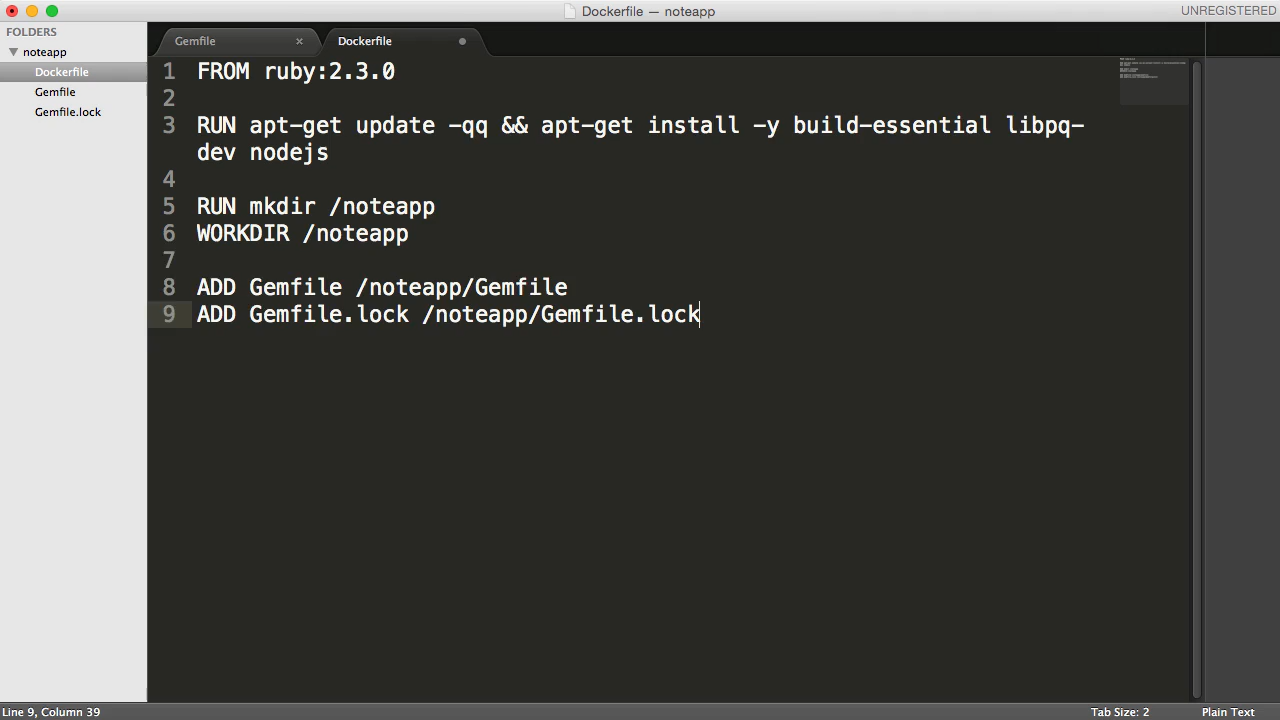 Dockerfile — noteapp
UNREGISTERED
FOLDERS
noteapp
Dockerfile
Gemfile
Gemfile.lock
Gemfile ×
Dockerfile
1 FROM ruby:2.3.0
2
3 RUN apt-get update -qq && apt-get install -y build-essential libpq-
dev nodejs
4
5 RUN mkdir /noteapp
6 WORKDIR /noteapp
7
8 ADD Gemfile /noteapp/Gemfile
9 ADD Gemfile.lock /noteapp/Gemfile.lock
Line 9, Column 39
Tab Size: 2
Plain Text